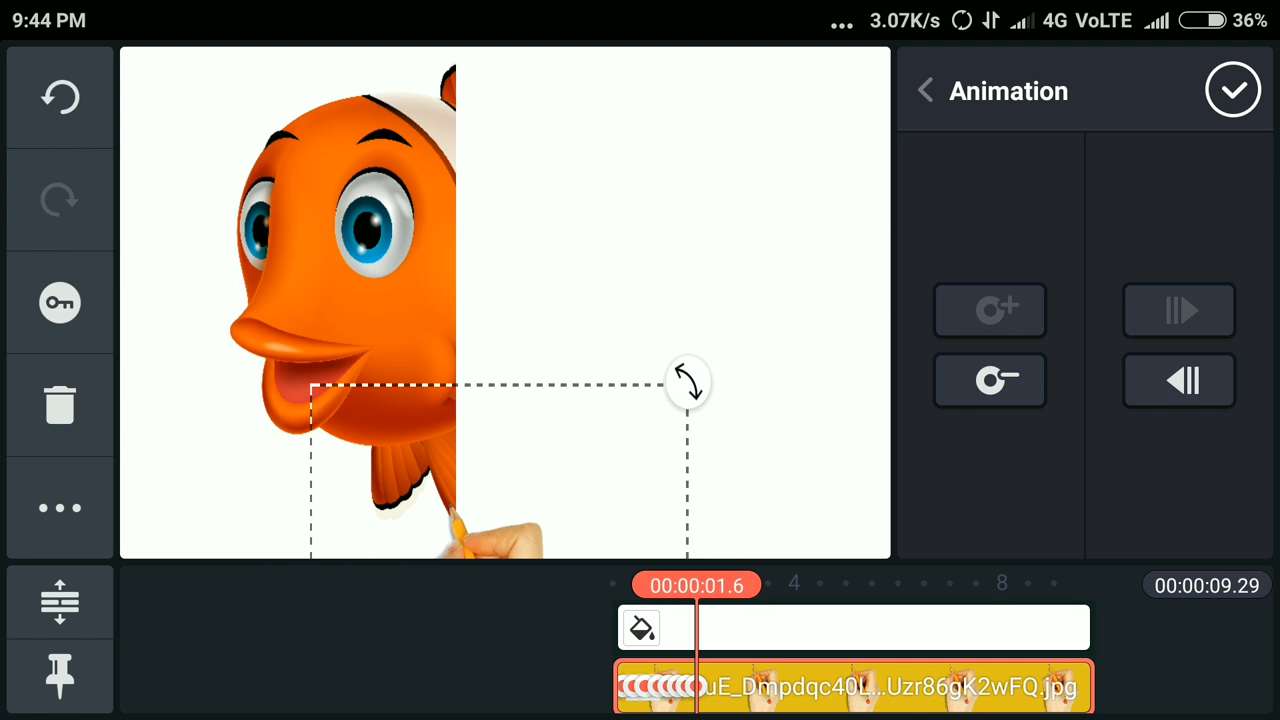 9:44 PM
... 3.07K/s 4G VoLTE 36%
Animation
00:00:01.6
4
8
00:00:09.29
uE_Dmpdqc40L...Uzr86gK2wFQ.jpg